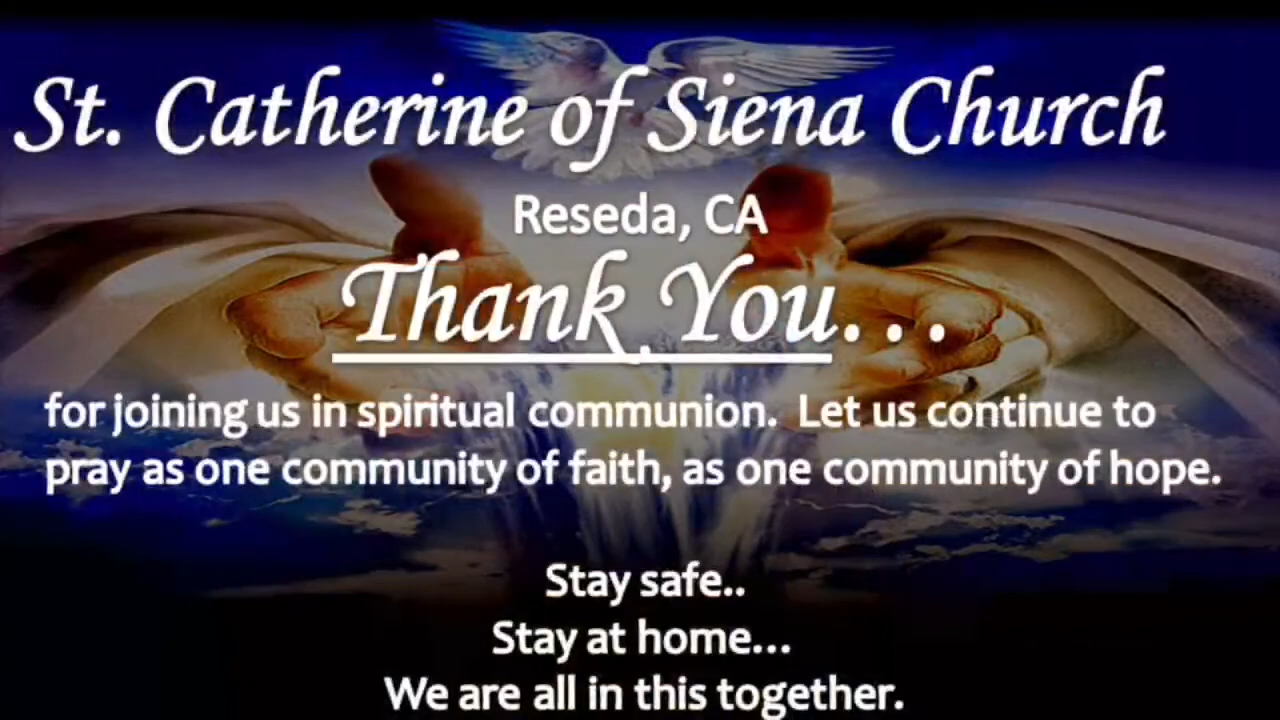 St. Catherine of Siena Church
Reseda, CA
Thank You...
for joining us in spiritual communion.  Let us continue to
pray as one community of faith, as one community of hope.
Stay safe..
Stay at home...
We are all in this together.